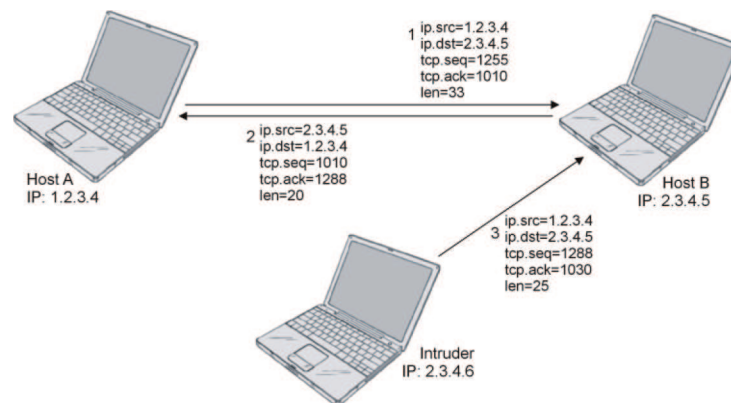 1
ip.src=1.2.3.4
ip.dst=2.3.4.5
tcp.seq=1255
tcp.ack=1010
len=33
2
ip.src=2.3.4.5
ip.dst=1.2.3.4
tcp.seq=1010
tcp.ack=1288
len=20
Host A
IP: 1.2.3.4
Host B
IP: 2.3.4.5
3
ip.src=1.2.3.4
ip.dst=2.3.4.5
tcp.seq=1288
tcp.ack=1030
len=25
Intruder
IP: 2.3.4.6